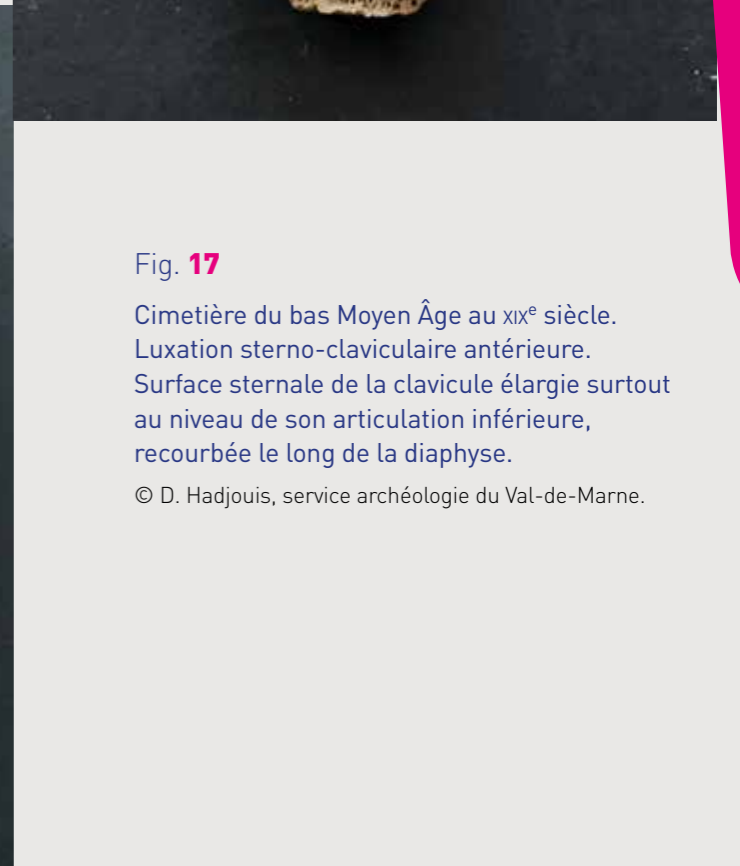 Fig. 17
Cimetière du bas Moyen Âge au XIXe siècle.
Luxation sterno-claviculaire antérieure.
Surface sternale de la clavicule élargie surtout
au niveau de son articulation inférieure,
recourbée le long de la diaphyse.
© D. Hadjouis, service archéologie du Val-de-Marne.